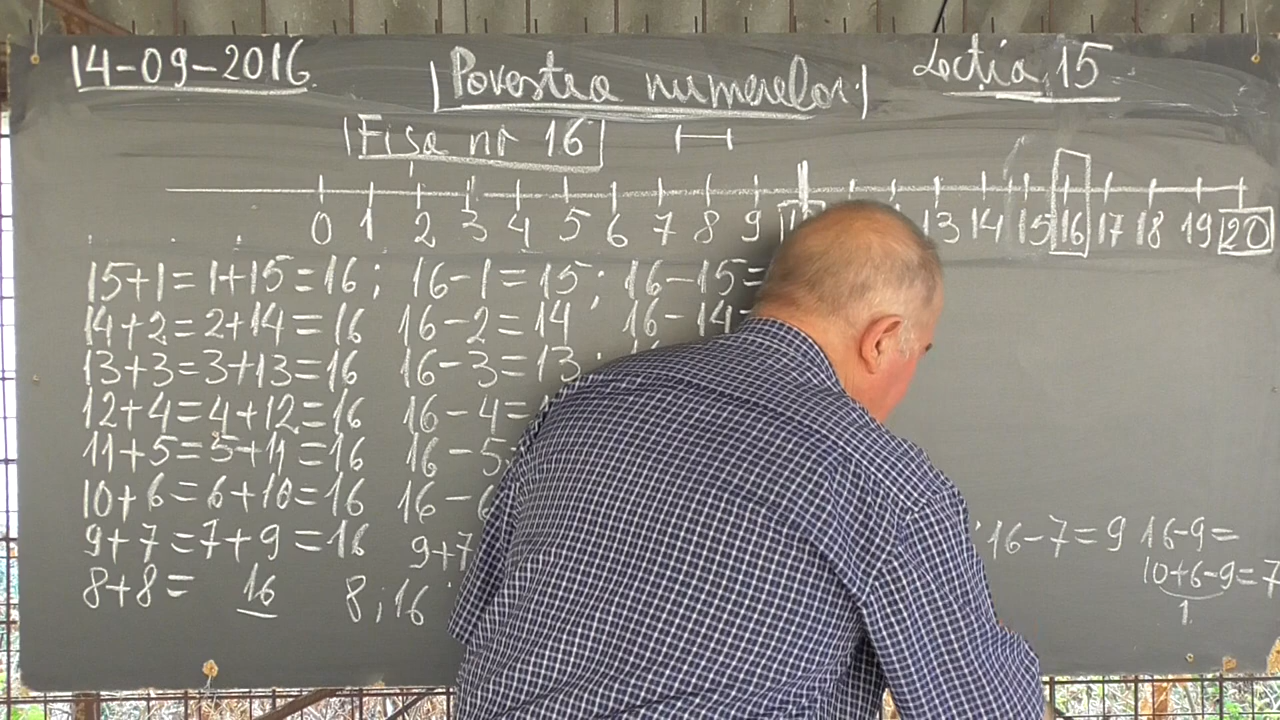 14-09-2016 Povestea numerelor Lecția 15
Fișa nr 16
0 1 2 3 4 5 6 7 8 9 13 14 15 16 17 18 19 20
15+1=1+15=16; 16-1=15; 16-15=
14+2=2+14=16 16-2=14; 16-14=
13+3=3+13=16 16-3=13;
12+4=4+12=16 16-4=
11+5=5+11=16 16-5
10+6=6+10=16 16-6
9+7=7+9=16 9+7 16-7=9 16-9=
10+6-9=7
8+8= 16 8;16 1